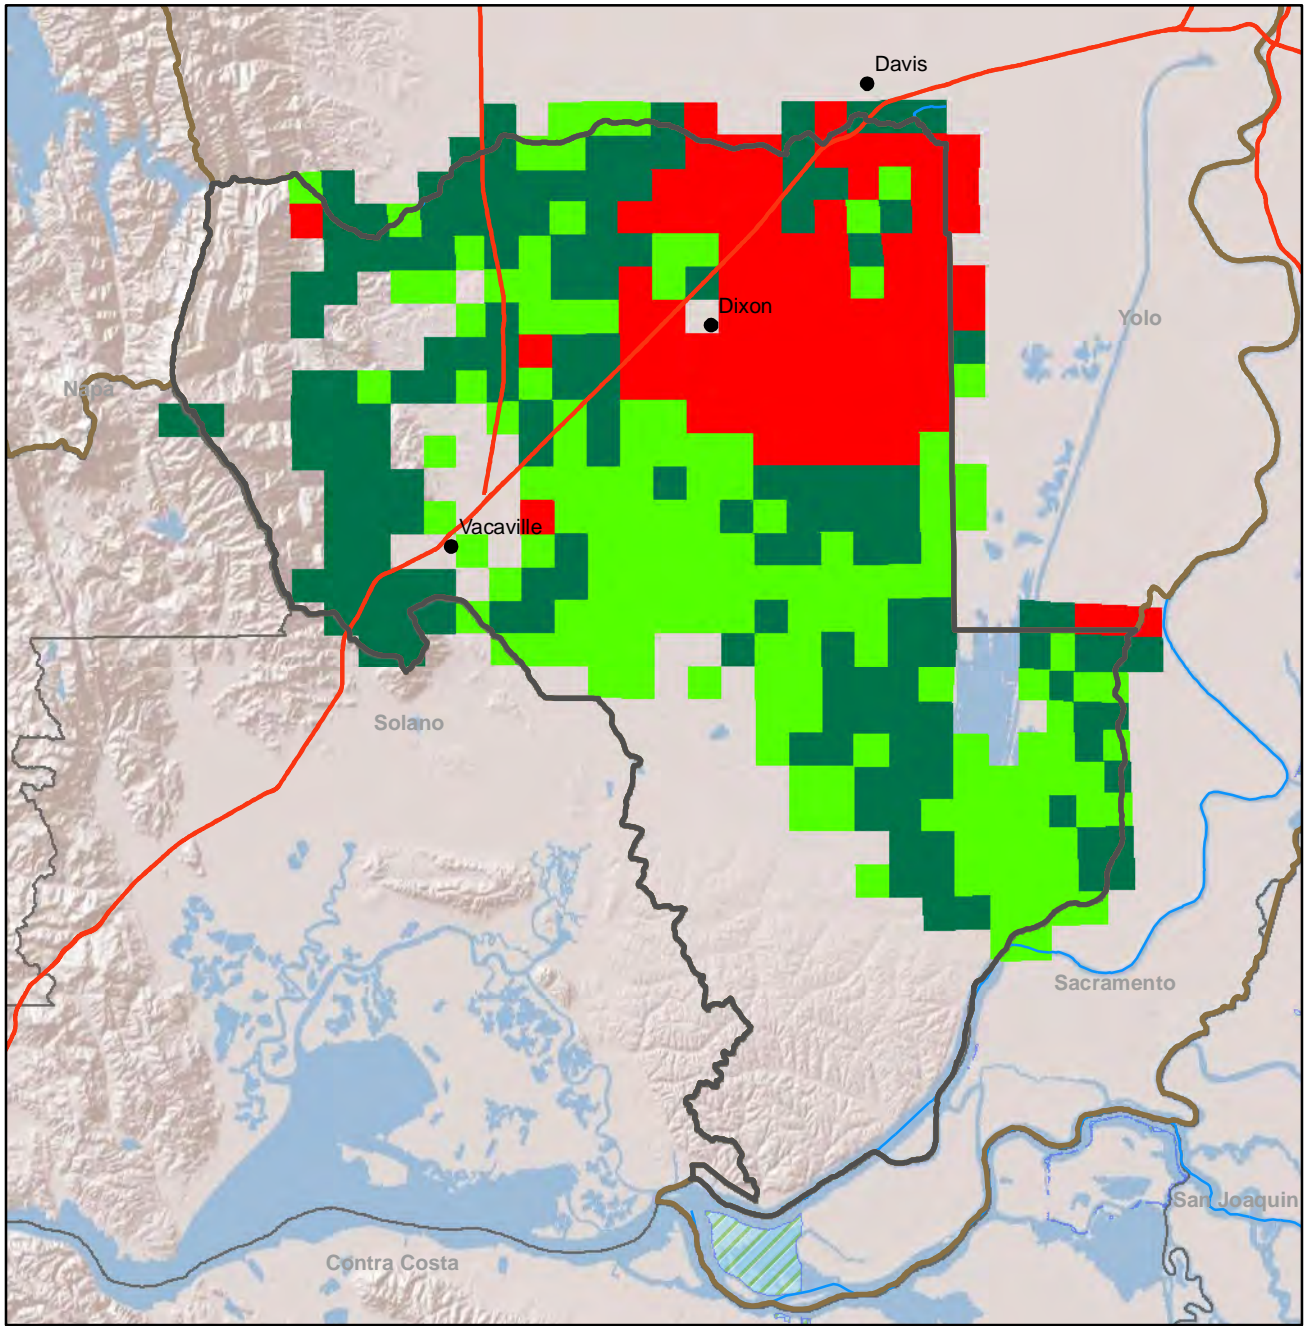 Davis
Dixon
Yolo
Napa
Vacaville
Solano
Sacramento
San Joaquin
Contra Costa